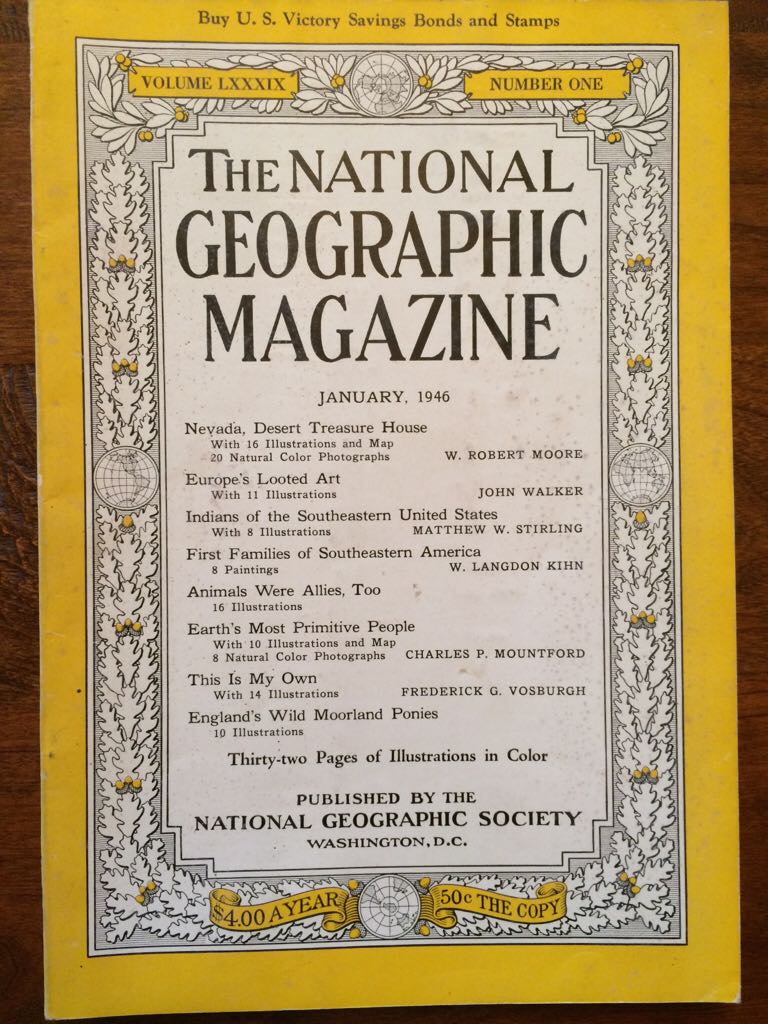 Buy U. S. Victory Savings Bonds and Stamps
VOLUME LXXXIX NUMBER ONE
THE NATIONAL
GEOGRAPHIC
MAGAZINE
JANUARY, 1946
Nevada, Desert Treasure House
With 16 Illustrations and Map
20 Natural Color Photographs W. ROBERT MOORE
Europe's Looted Art
With 11 Illustrations JOHN WALKER
Indians of the Southeastern United States
With 8 Illustrations MATTHEW W. STIRLING
First Families of Southeastern America
8 Paintings W. LANGDON KIHN
Animals Were Allies, Too
16 Illustrations
Earth's Most Primitive People
With 10 Illustrations and Map
8 Natural Color Photographs CHARLES P. MOUNTFORD
This Is My Own
With 14 Illustrations FREDERICK G. VOSBURGH
England's Wild Moorland Ponies
10 Illustrations
Thirty-two Pages of Illustrations in Color
PUBLISHED BY THE
NATIONAL GEOGRAPHIC SOCIETY
WASHINGTON, D.C.
$4.00 A YEAR 50c THE COPY